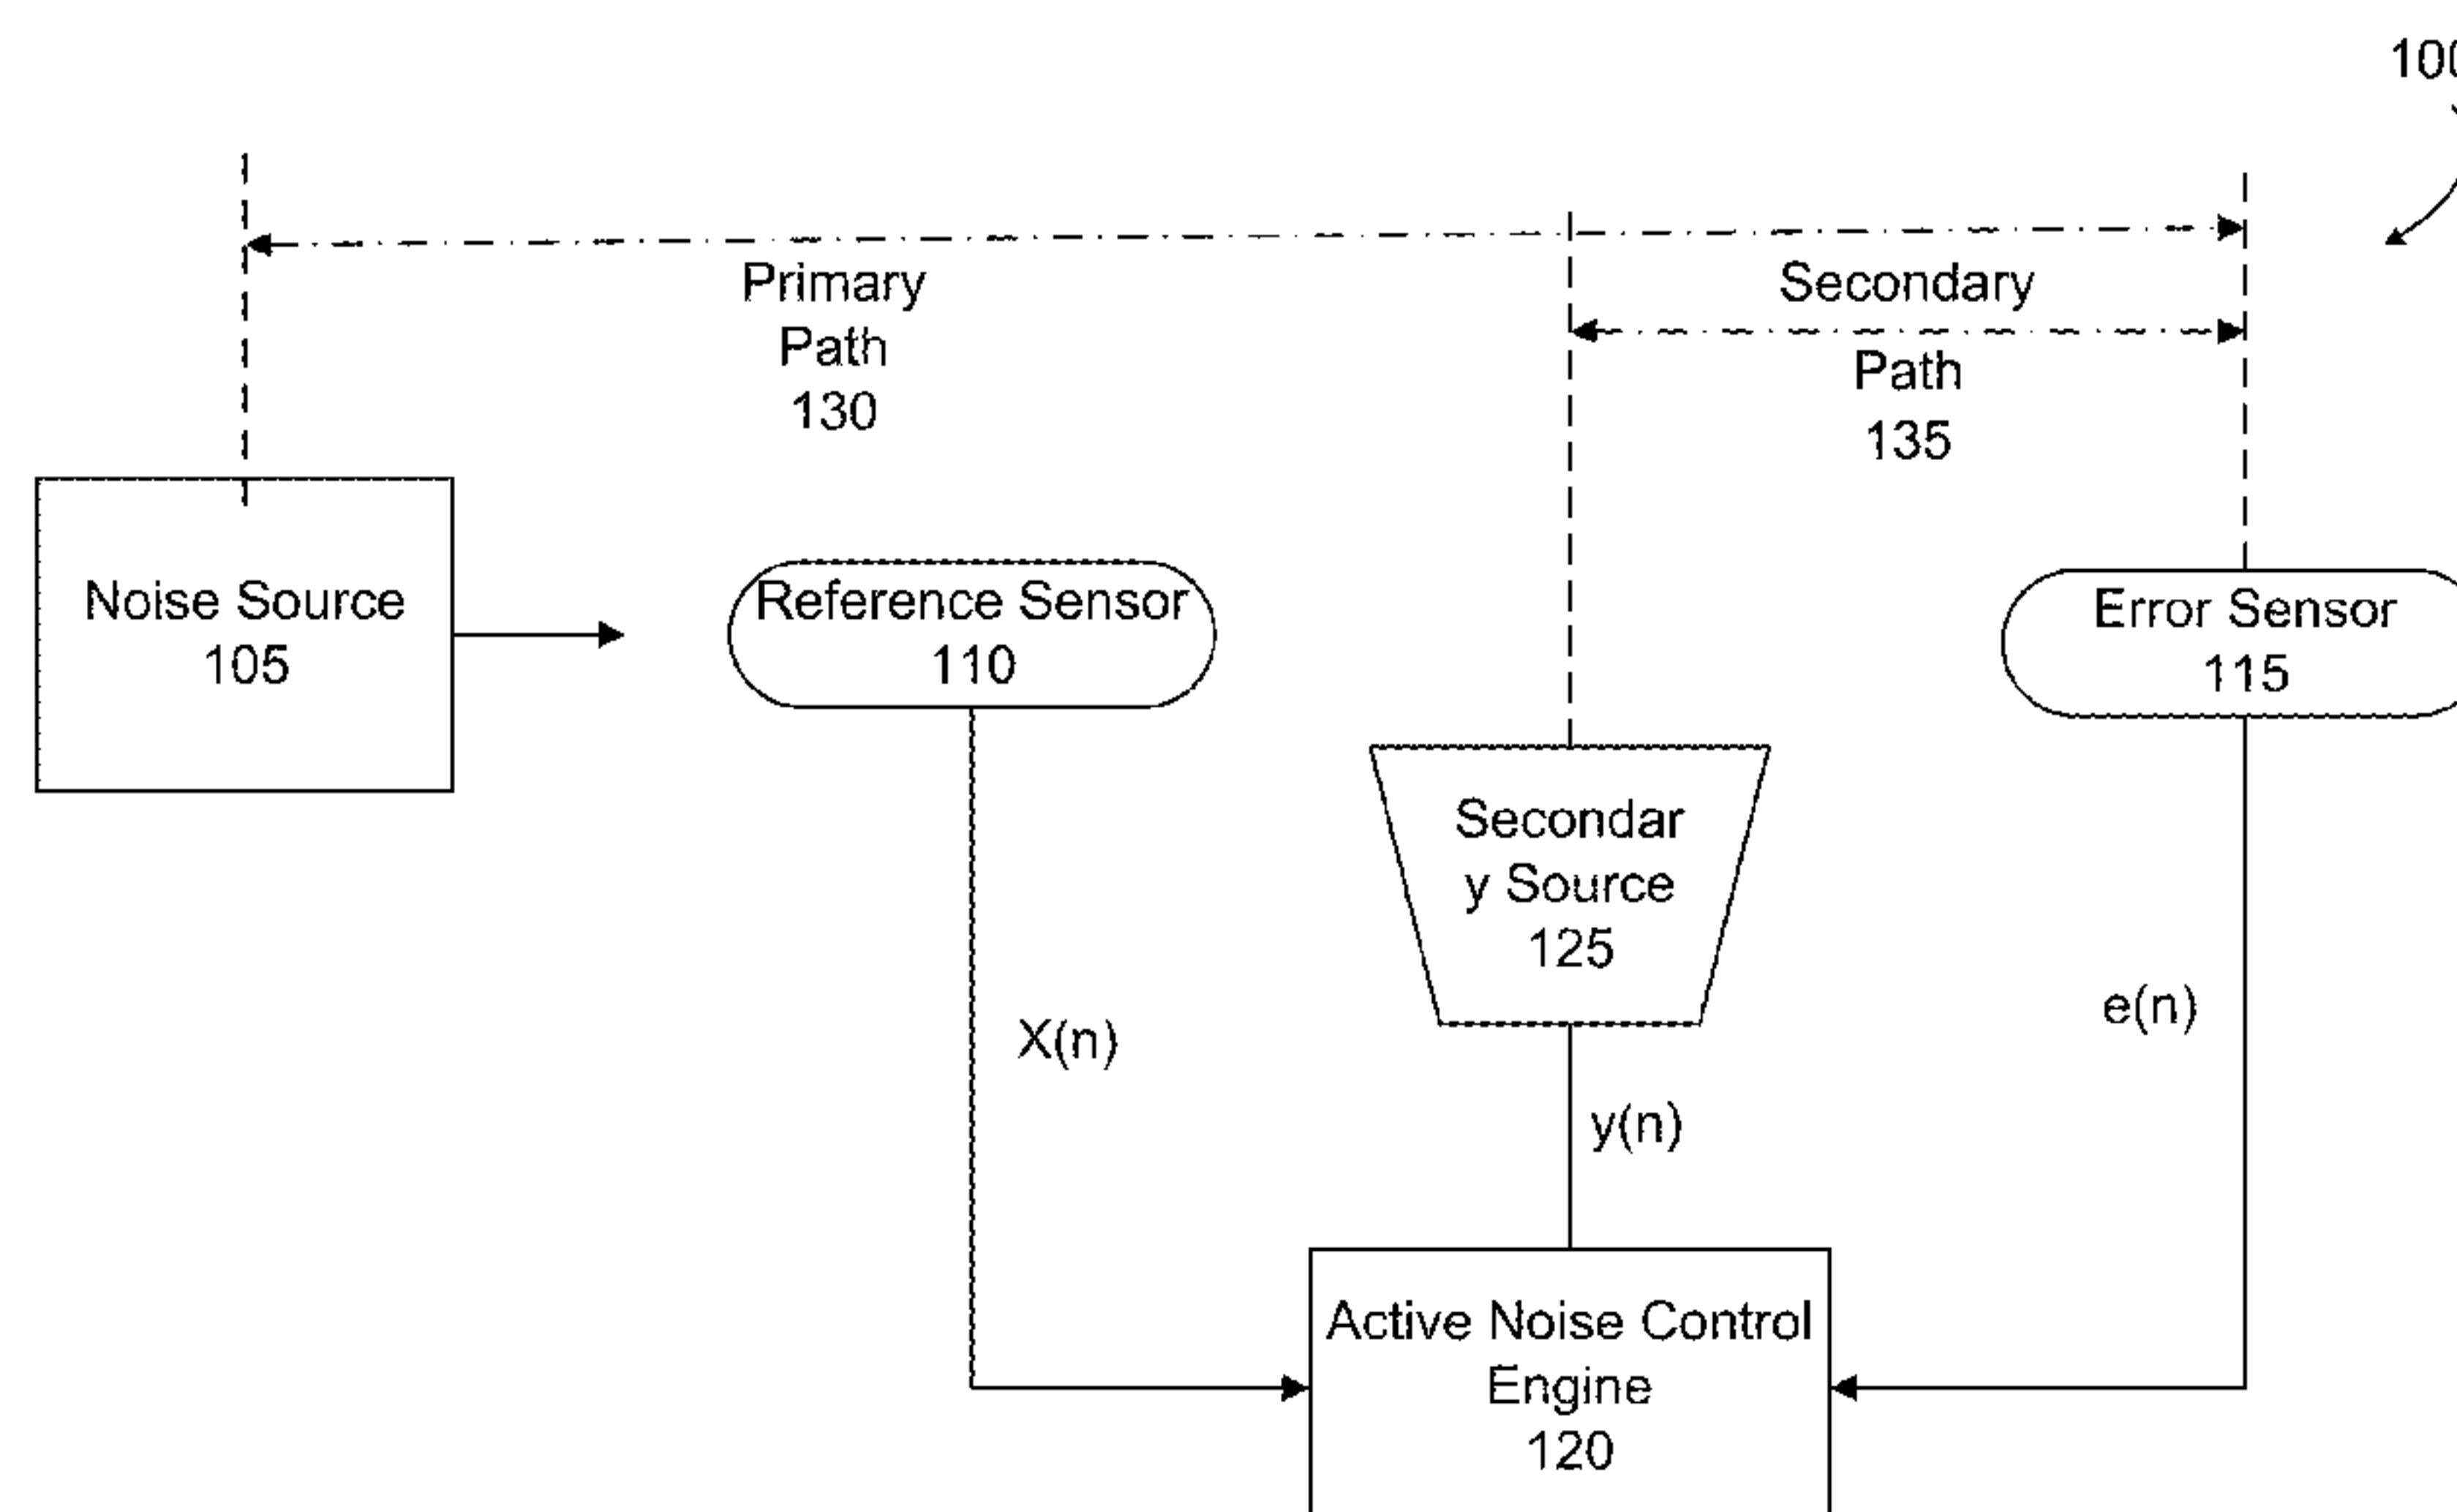 100
Primary
Path
130
Secondary
Path
135
Noise Source
105
Reference Sensor
110
Error Sensor
115
Secondar
y Source
125
X(n)
e(n)
y(n)
Active Noise Control
Engine
120